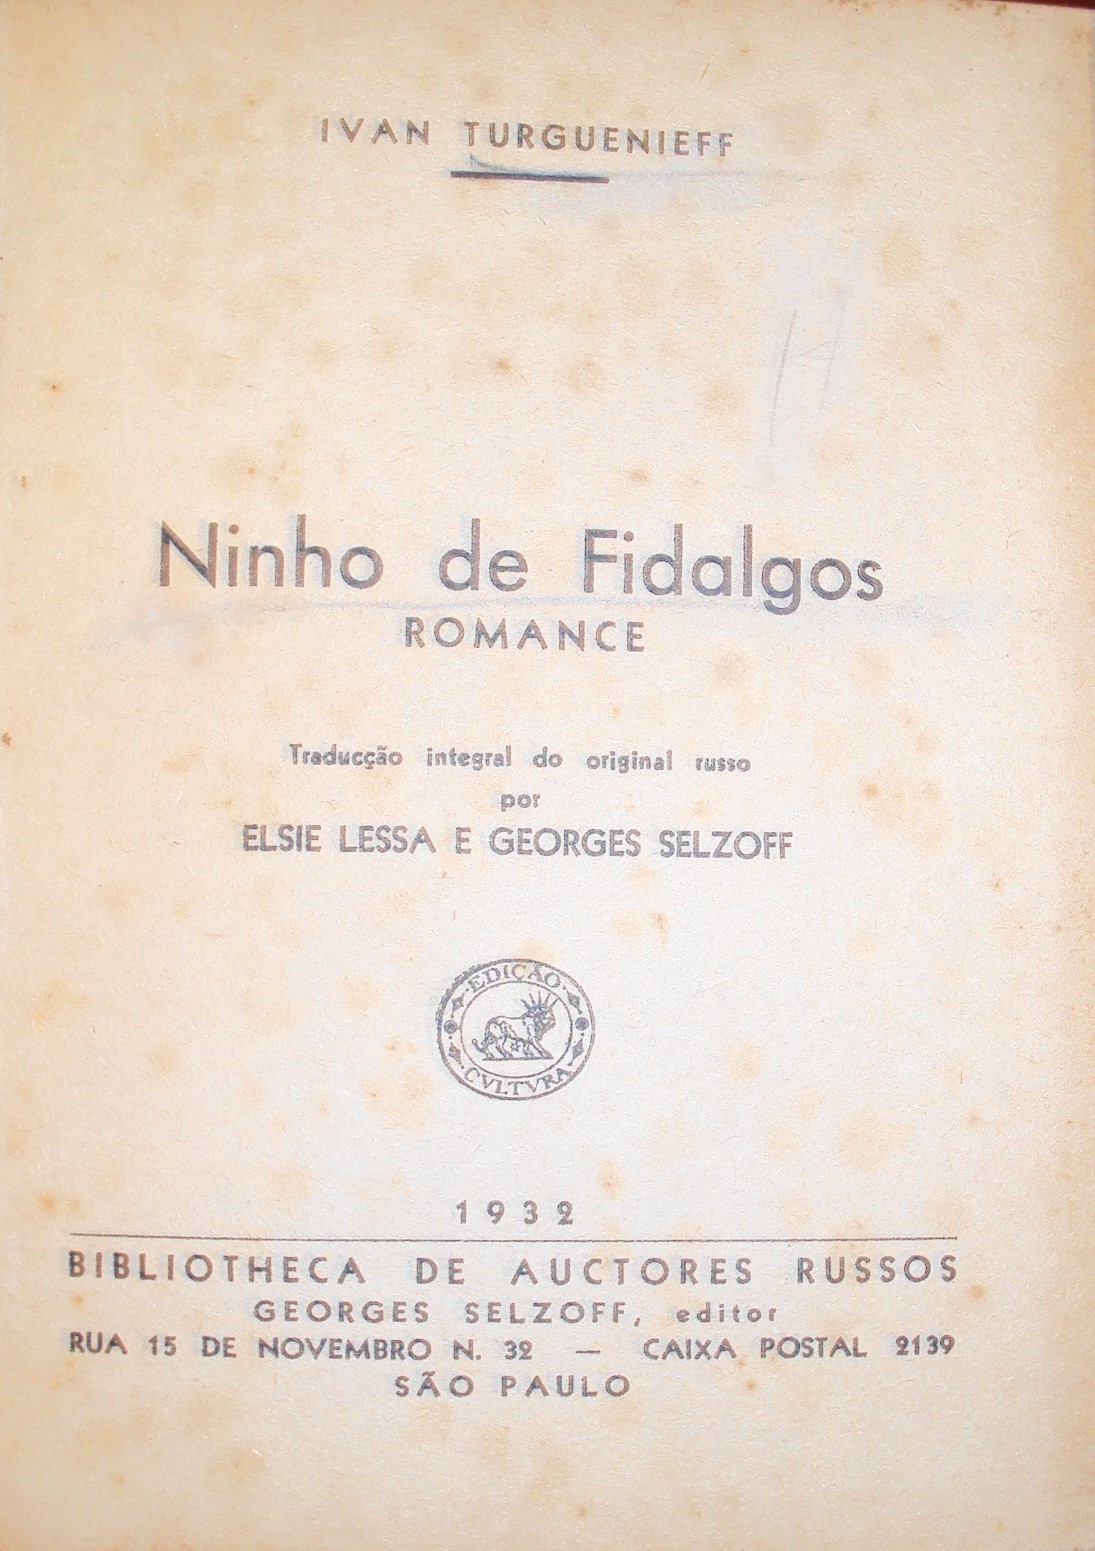 IVAN TURGUENIEFF
Ninho de Fidalgos
ROMANCE
Traducção integral do original russo
por
ELSIE LESSA E GEORGES SELZOFF
EDIÇÃO
CVLTVRA
1932
BIBLIOTHECA DE AUCTORES RUSSOS
GEORGES SELZOFF, editor
RUA 15 DE NOVEMBRO N. 32 — CAIXA POSTAL 2139
SÃO PAULO